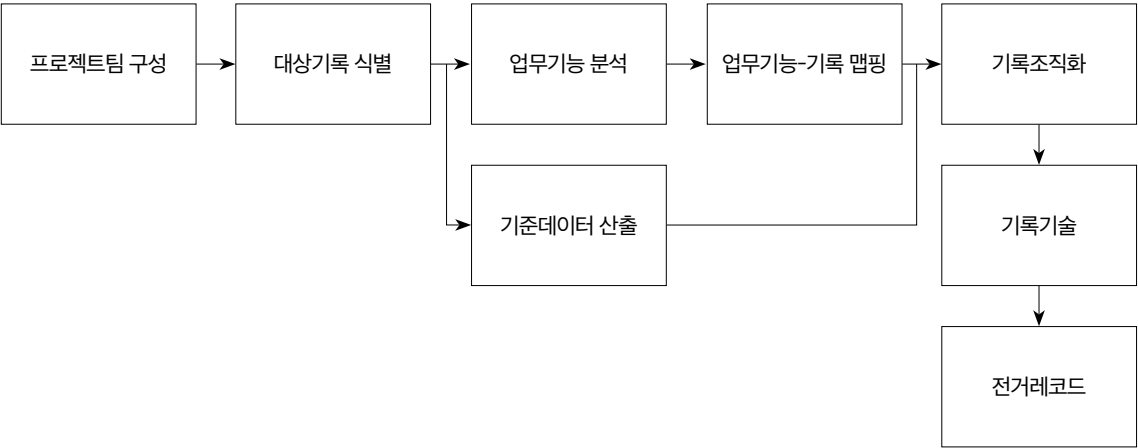 프로젝트팀 구성
대상기록 식별
업무기능 분석
업무기능-기록 맵핑
기록조직화
기준데이터 산출
기록기술
전거레코드